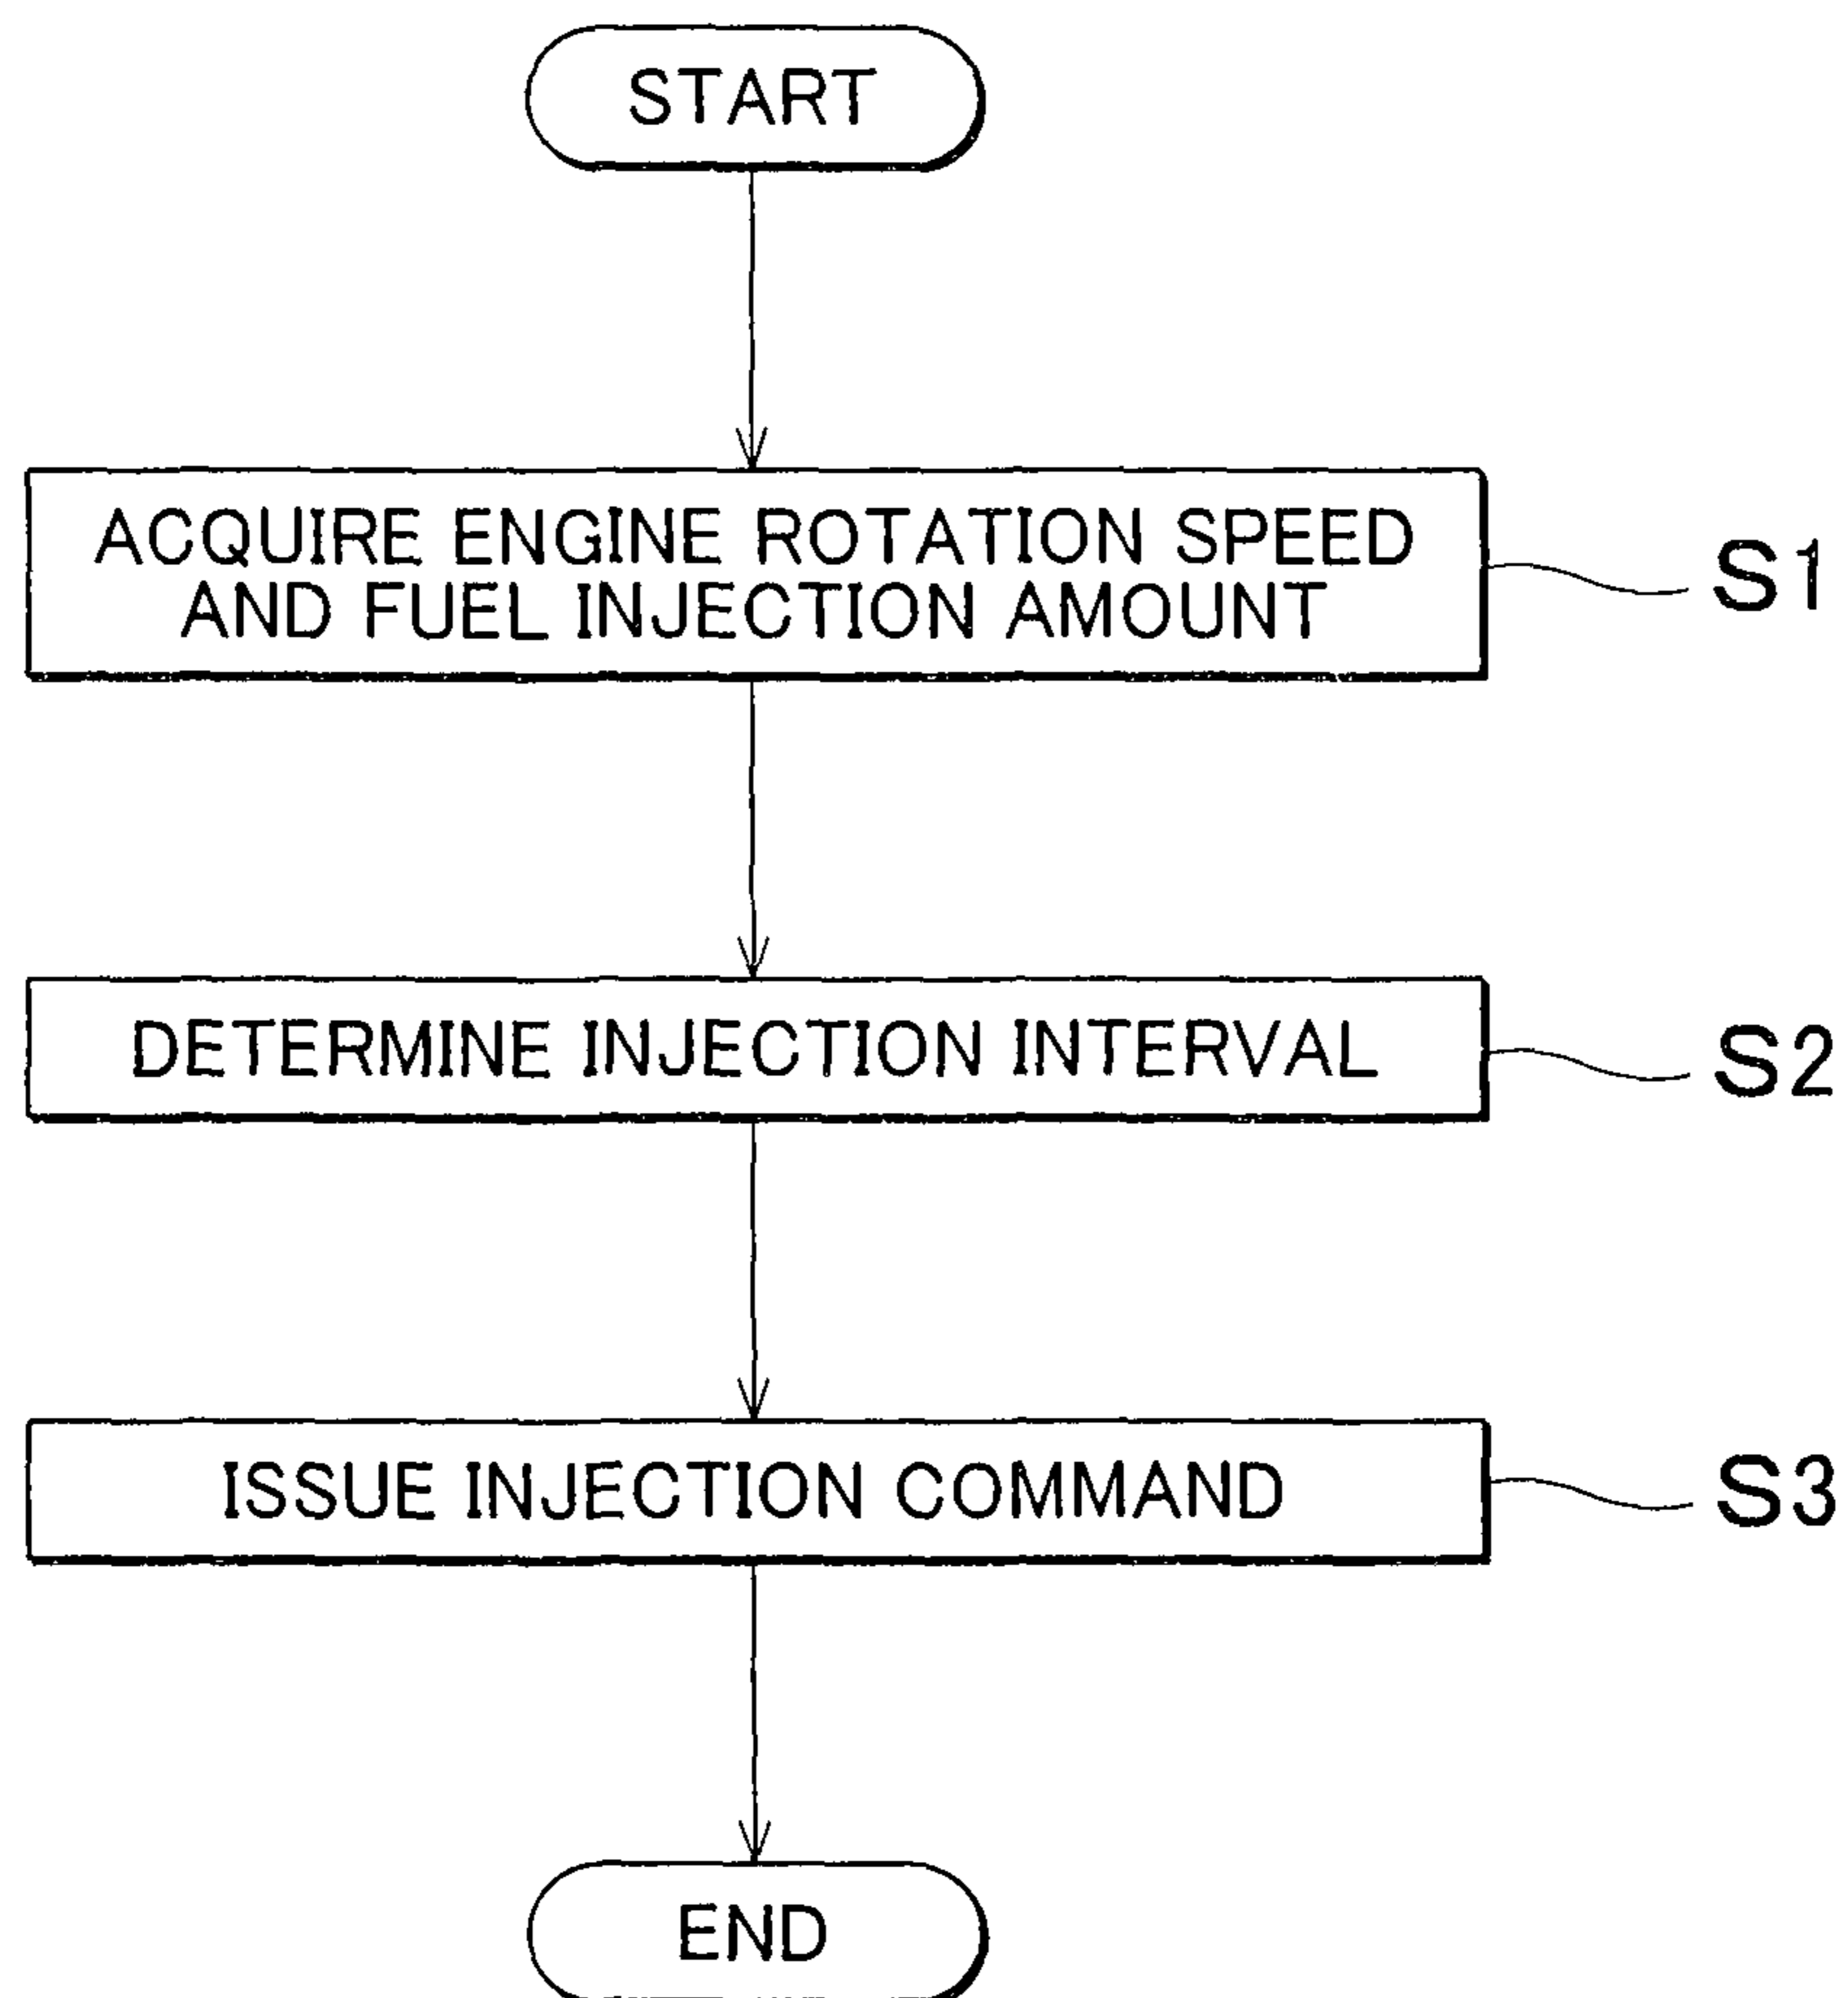 START
ACQUIRE ENGINE ROTATION SPEED
AND FUEL INJECTION AMOUNT
S1
DETERMINE INJECTION INTERVAL
S2
ISSUE INJECTION COMMAND
S3
END